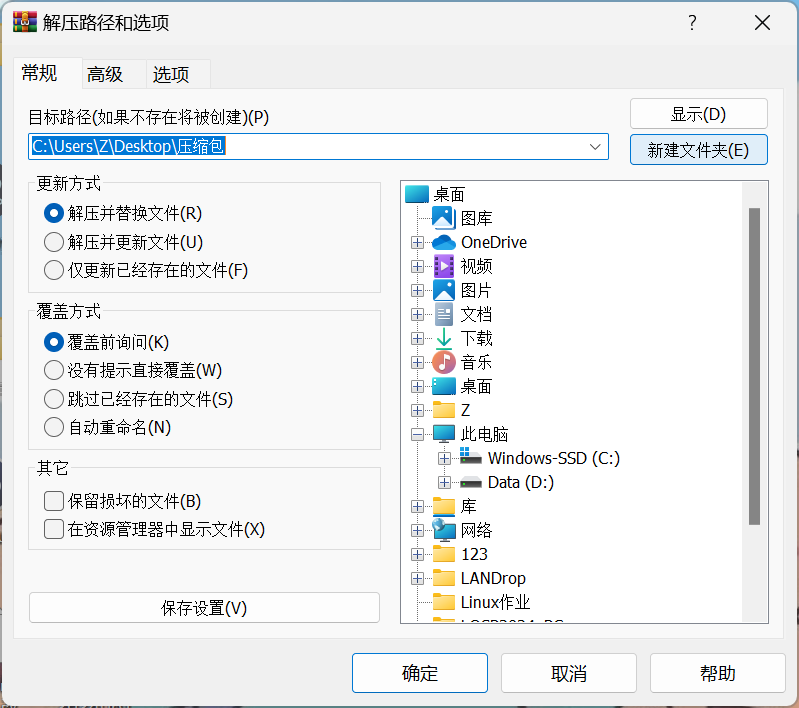 解压路径和选项
?
常规
高级
选项
目标路径(如果不存在将被创建)(P)
显示(D)
C:\Users\Z\Desktop\压缩包
新建文件夹(E)
更新方式
解压并替换文件(R)
解压并更新文件(U)
仅更新已经存在的文件(F)
覆盖方式
覆盖前询问(K)
没有提示直接覆盖(W)
跳过已经存在的文件(S)
自动重命名(N)
其它
保留损坏的文件(B)
在资源管理器中显示文件(X)
保存设置(V)
桌面
图库
OneDrive
视频
图片
文档
下载
音乐
桌面
Z
此电脑
Windows-SSD (C:)
Data (D:)
库
网络
123
LANDrop
Linux作业
确定
取消
帮助